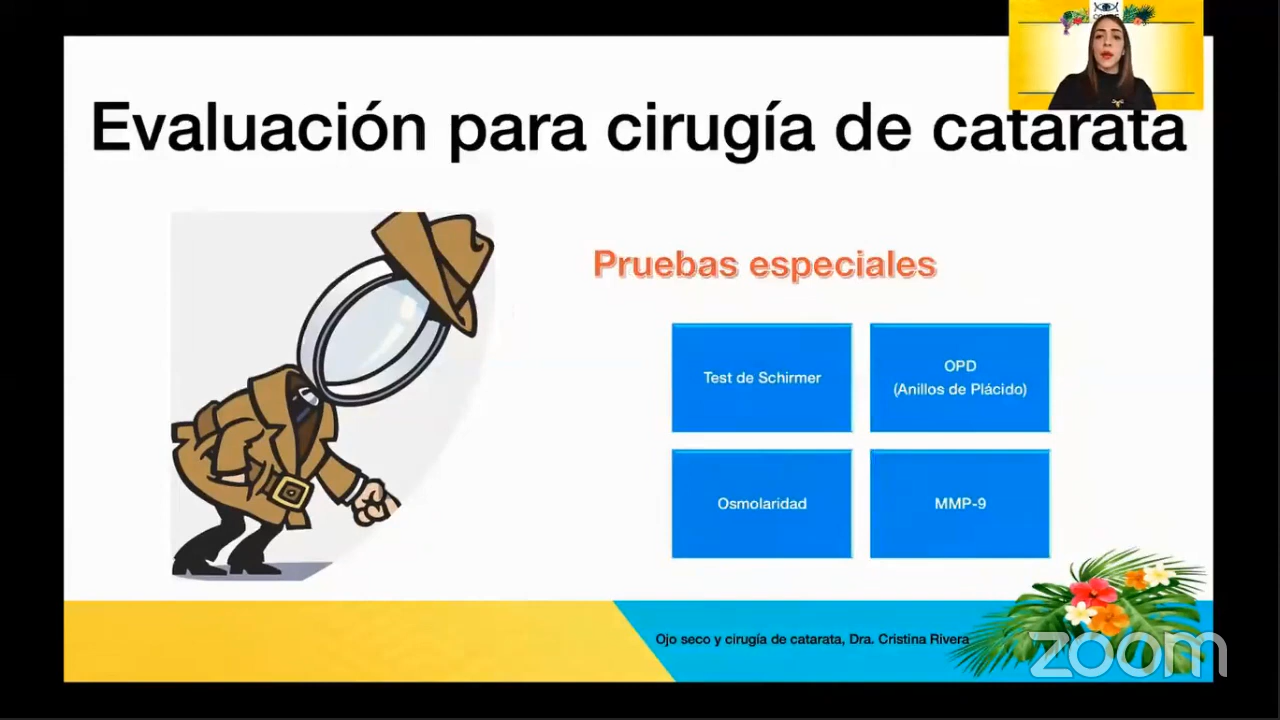 Evaluación para cirugía de catarata
Pruebas especiales
Test de Schirmer
OPD
(Anillos de Plácido)
Osmolaridad
MMP-9
Ojo seco y cirugía de catarata, Dra. Cristina Rivera
zoom